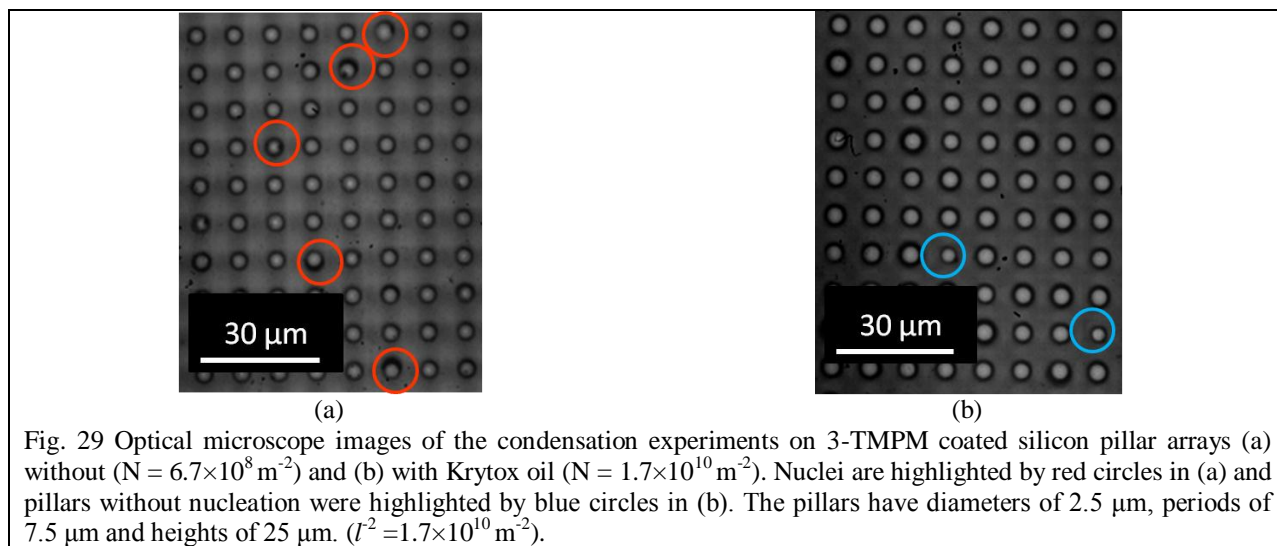 30 μm
30 μm
(a)
(b)
Fig. 29 Optical microscope images of the condensation experiments on 3-TMPM coated silicon pillar arrays (a)
without (N = 6.7×10⁸ m⁻²) and (b) with Krytox oil (N = 1.7×10¹⁰ m⁻²). Nuclei are highlighted by red circles in (a) and
pillars without nucleation were highlighted by blue circles in (b). The pillars have diameters of 2.5 μm, periods of
7.5 μm and heights of 25 μm. (l⁻² =1.7×10¹⁰ m⁻²).